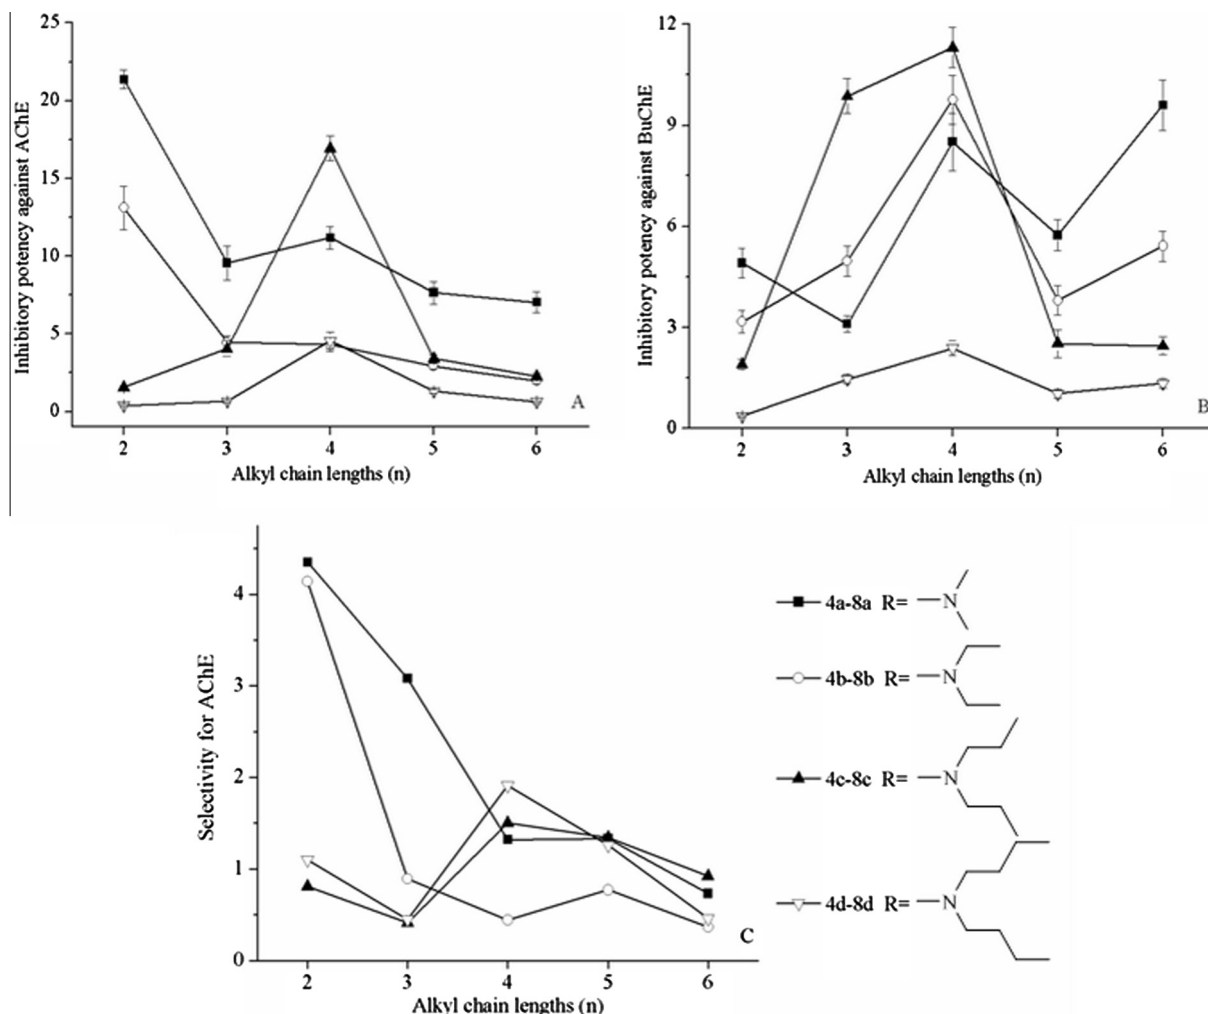 Inhibitory potency against AChE
25
20
15
10
5
0
2 3 4 5 6
Alkyl chain lengths (n)
A
Inhibitory potency against BuChE
12
9
6
3
0
2 3 4 5 6
Alkyl chain lengths (n)
B
Selectivity for AChE
4
3
2
1
0
2 3 4 5 6
Alkyl chain lengths (n)
C
4a-8a R= N
4b-8b R= N
4c-8c R= N
4d-8d R= N